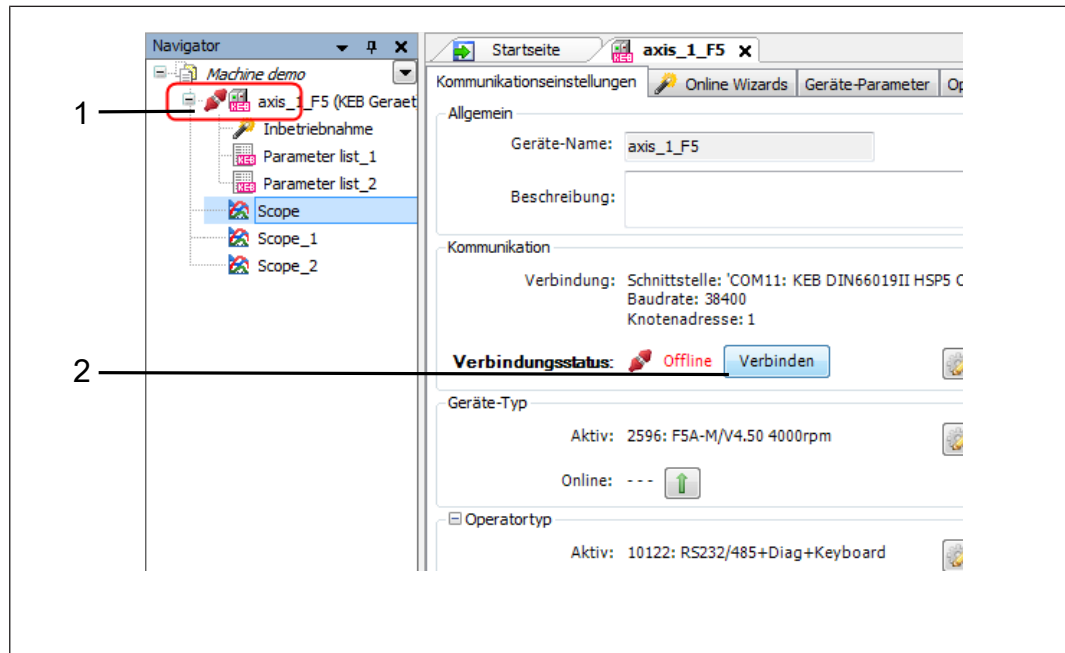 Navigator
Startseite
axis_1_F5
Machine demo
Kommunikationseinstellungen
Online Wizards
Geräte-Parameter
1
axis_1_F5 (KEB Geraet
Allgemein
Inbetriebnahme
Geräte-Name: axis_1_F5
Parameter list_1
Parameter list_2
Beschreibung:
Scope
Scope_1
Kommunikation
Scope_2
Verbindung: Schnittstelle: 'COM11: KEB DIN66019II HSP5
Baudrate: 38400
Knotenadresse: 1
2
Verbindungsstatus: Offline Verbinden
Geräte-Typ
Aktiv: 2596: F5A-M/V4.50 4000rpm
Online: - - -
Operatortyp
Aktiv: 10122: RS232/485+Diag+Keyboard